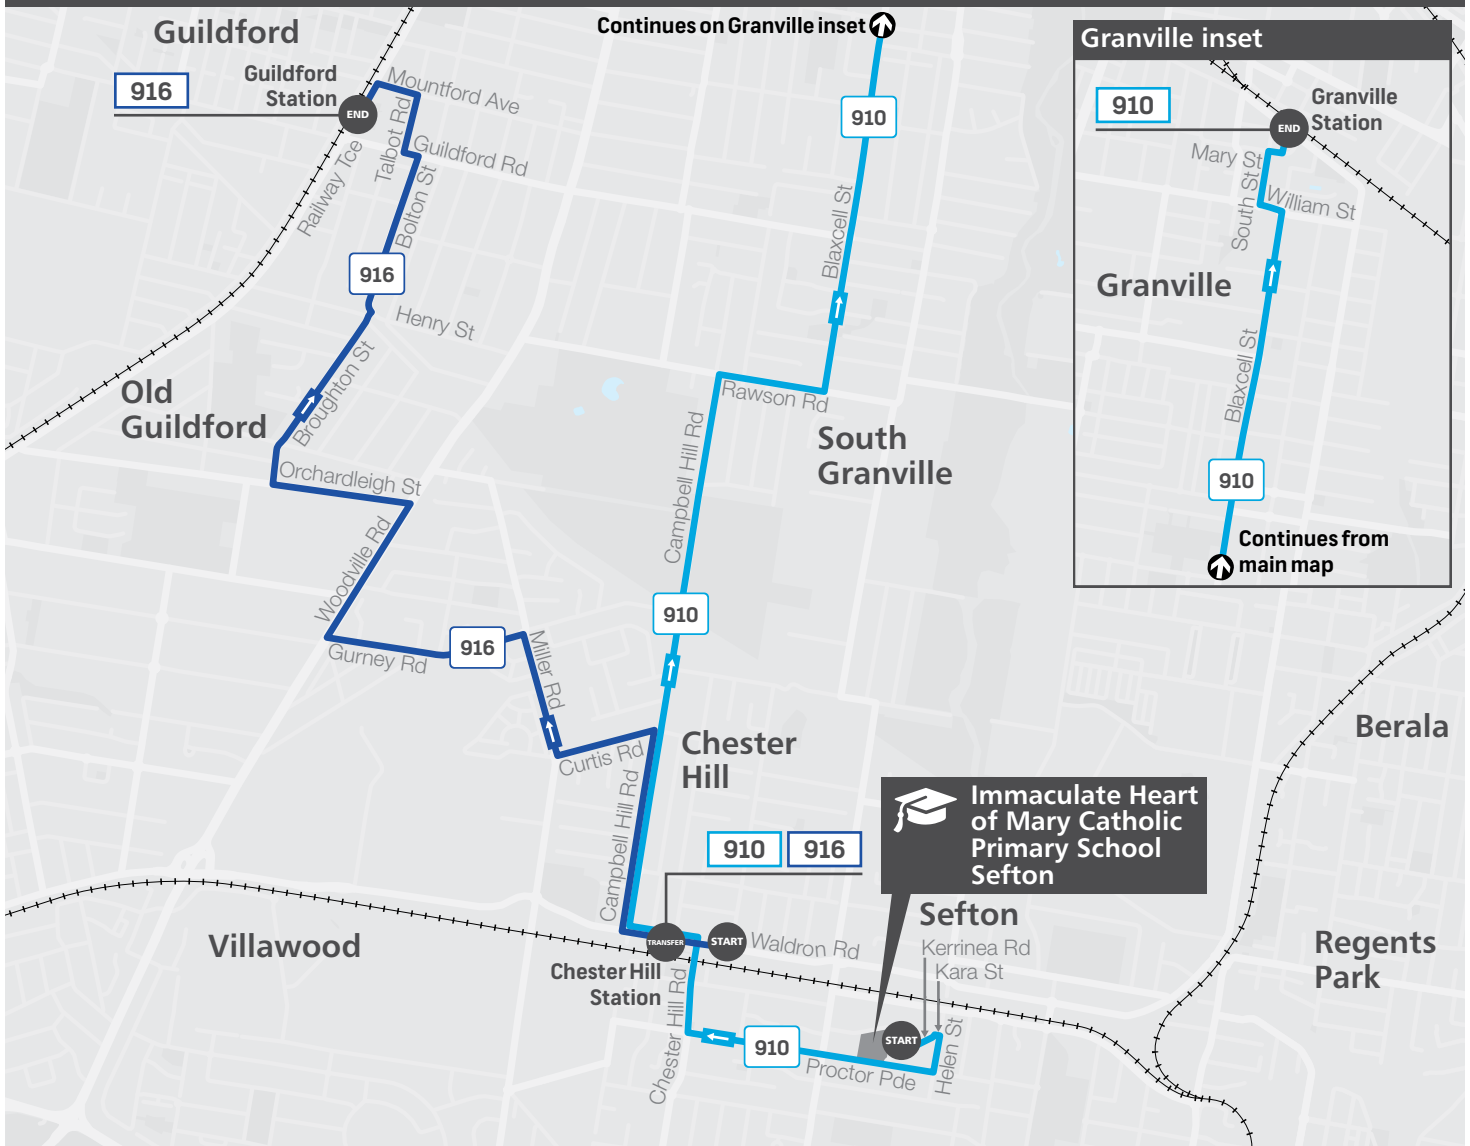 Guildford
Continues on Granville inset
Granville inset
Guildford
Station
916
END
Mountford Ave
Talbot Rd
Railway Tce
Guildford Rd
Bolton St
916
Henry St
Broughton St
Old
Guildford
Orchardleigh St
Woodville Rd
Gurney Rd
916
Miller Rd
Curtis Rd
910
Blaxcell St
Rawson Rd
South
Granville
Campbell Hill Rd
910
Chester
Hill
Campbell Hill Rd
910
916
TRANSFER
START
Waldron Rd
Chester Hill
Station
Chester Hill Rd
910
Proctor Pde
START
Helen St
Kerrinea Rd
Kara St
Sefton
Immaculate Heart
of Mary Catholic
Primary School
Sefton
Villawood
Berala
Regents
Park
910
Granville
Station
END
Mary St
South St
William St
Granville
Blaxcell St
910
Continues from
main map